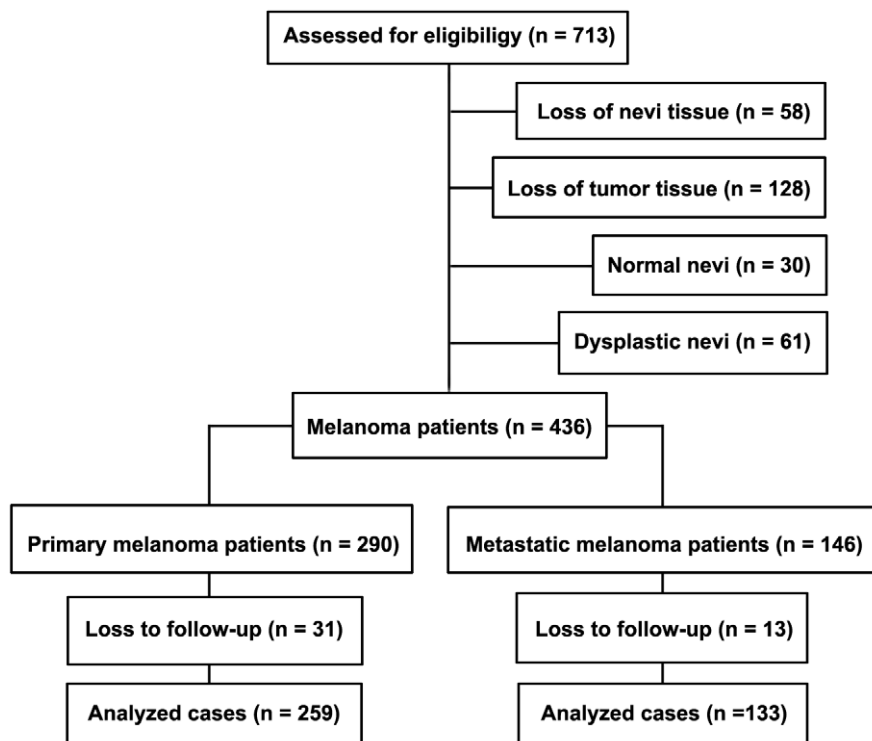 Assessed for eligibiligy (n = 713)
Loss of nevi tissue (n = 58)
Loss of tumor tissue (n = 128)
Normal nevi (n = 30)
Dysplastic nevi (n = 61)
Melanoma patients (n = 436)
Primary melanoma patients (n = 290)
Metastatic melanoma patients (n = 146)
Loss to follow-up (n = 31)
Loss to follow-up (n = 13)
Analyzed cases (n = 259)
Analyzed cases (n =133)